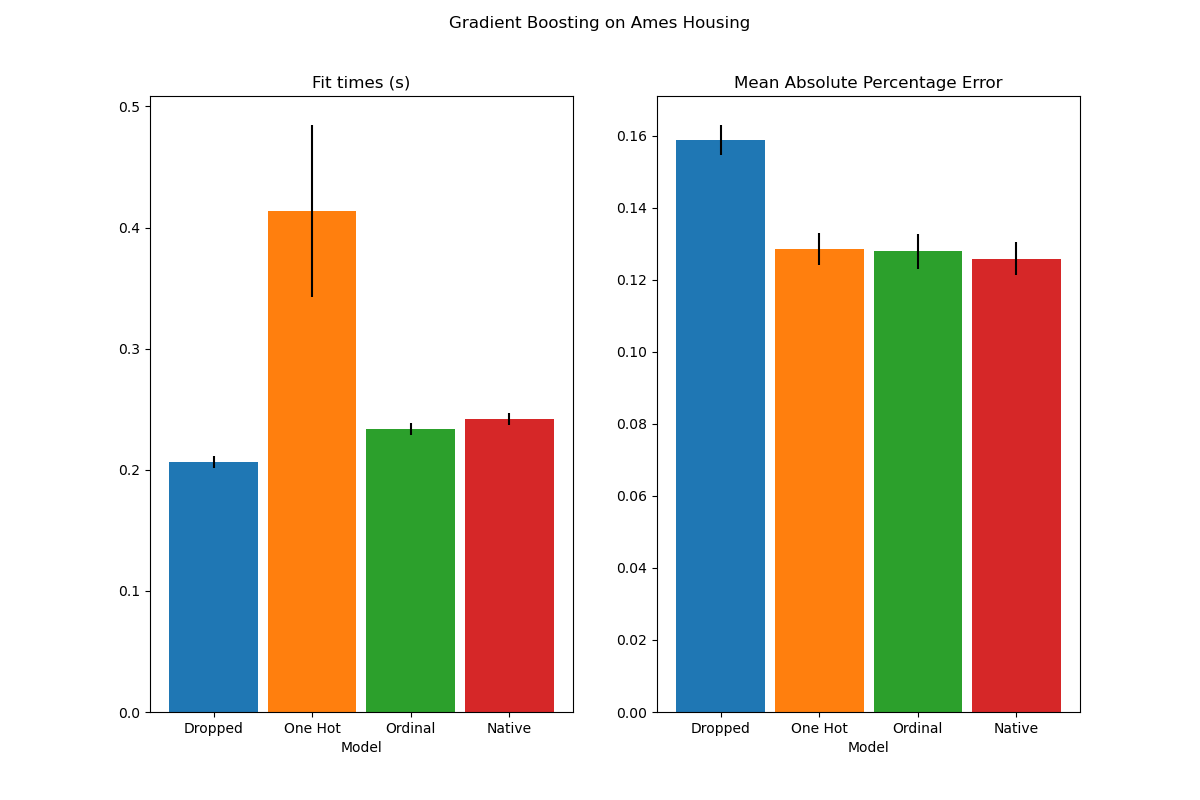 Gradient Boosting on Ames Housing
Fit times (s)
0.5
0.4
0.3
0.2
0.1
0.0
Dropped One Hot Ordinal Native
Model
Mean Absolute Percentage Error
0.16
0.14
0.12
0.10
0.08
0.06
0.04
0.02
0.00
Dropped One Hot Ordinal Native
Model